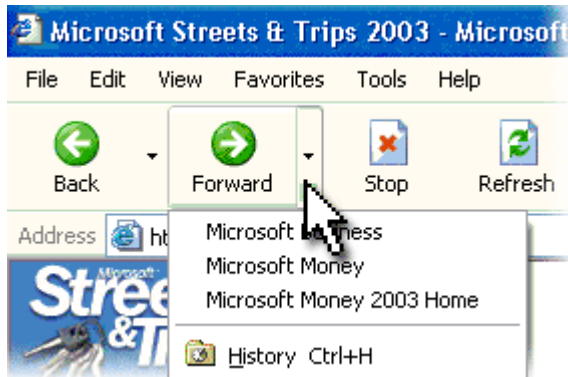 Microsoft Streets & Trips 2003 - Microsoft
File Edit View Favorites Tools Help
Back Forward Stop Refresh
Address
Microsoft
Microsoft Money
Microsoft Money 2003 Home
Microsoft
&
History Ctrl+H